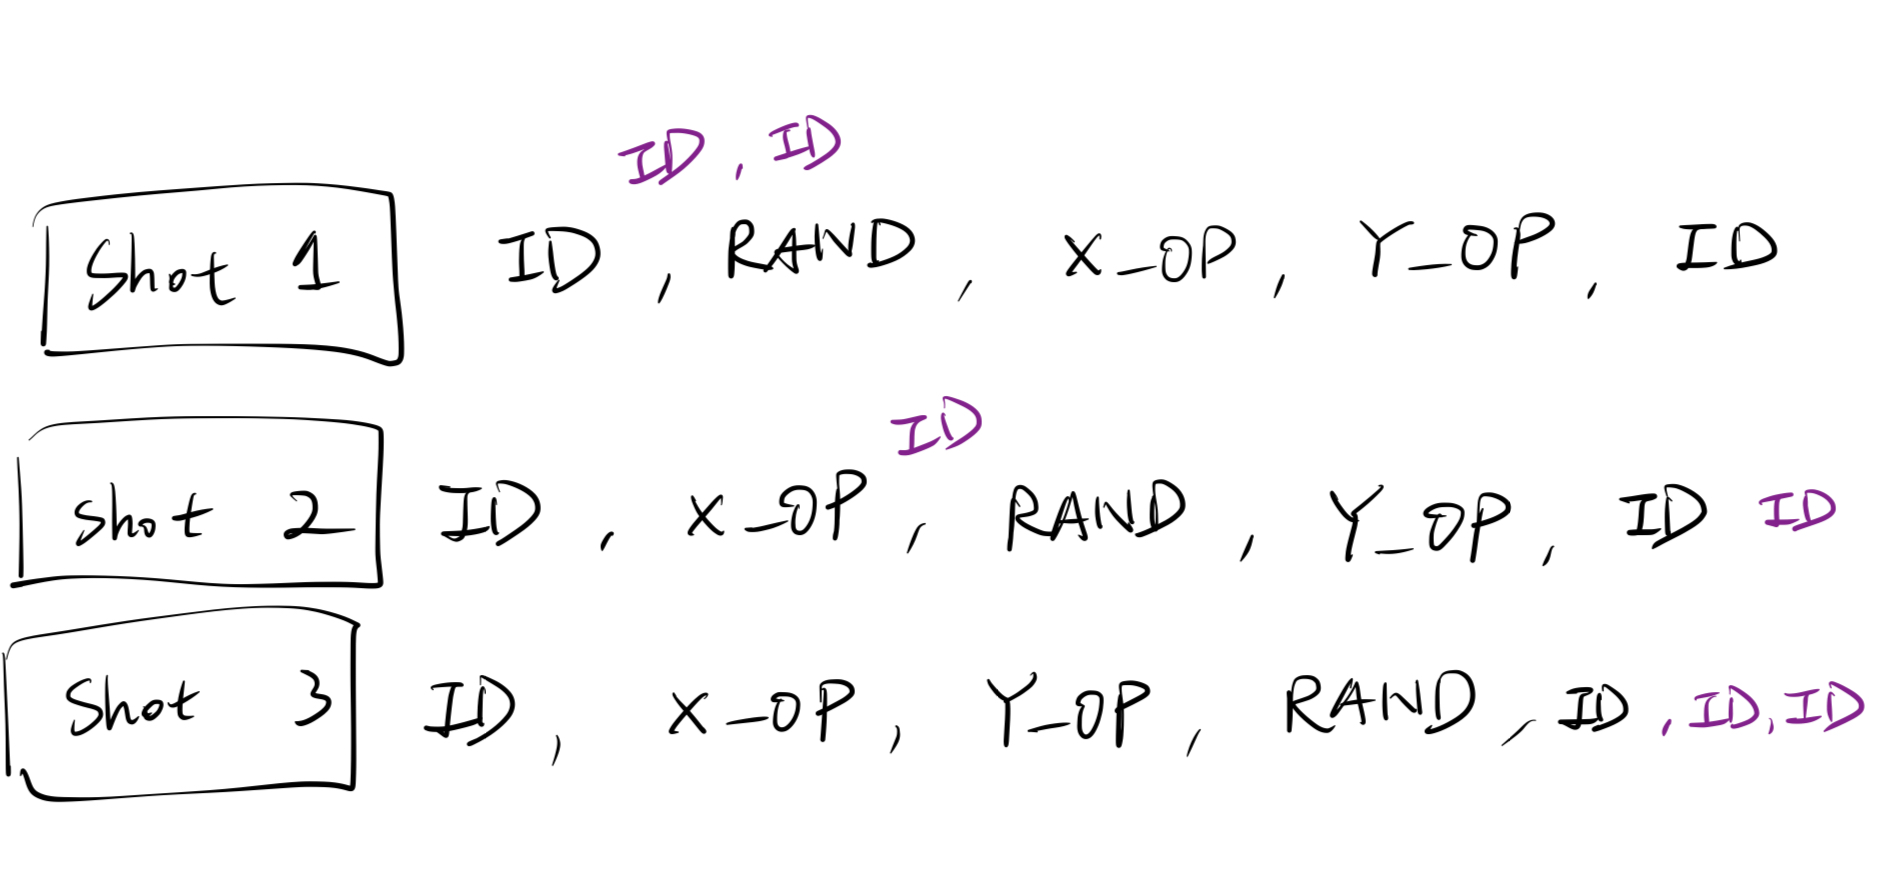 ID, ID
Shot 1 ID, RAND, X_OP, Y_OP, ID
ID
Shot 2 ID, X_OP, RAND, Y_OP, ID ID
Shot 3 ID, X_OP, Y_OP, RAND, ID, ID, ID